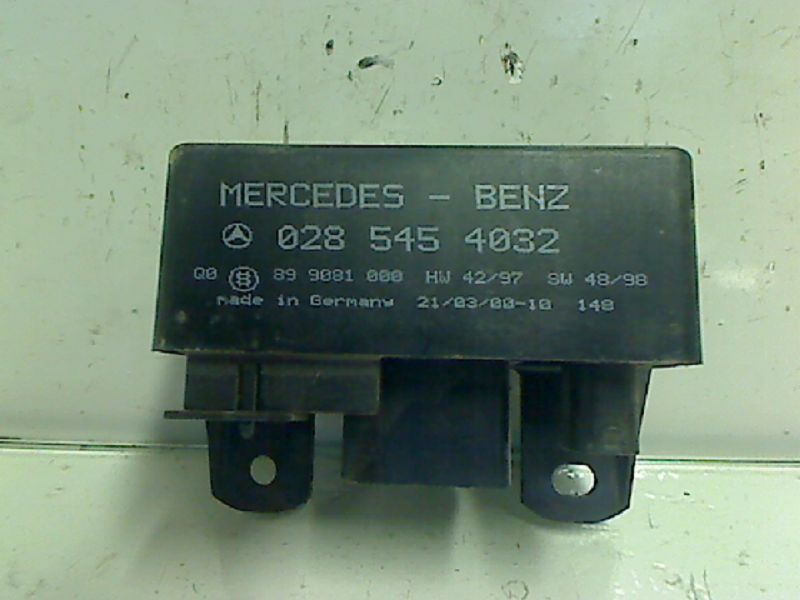 MERCEDES - BENZ
028 545 4032
Q0 89 9081 000 HW 42/97 SW 48/98
made in Germany 21/03/00-10 148